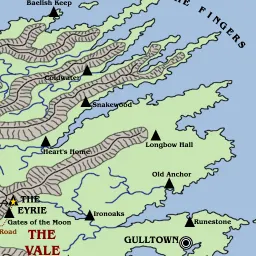 Baelish Keep
THE FINGERS
Coldwater
Snakewood
Heart's Home
Longbow Hall
Old Anchor
THE
EYRIE
Gates of the Moon
Road
Ironoaks
Runestone
THE
VALE
GULLTOWN